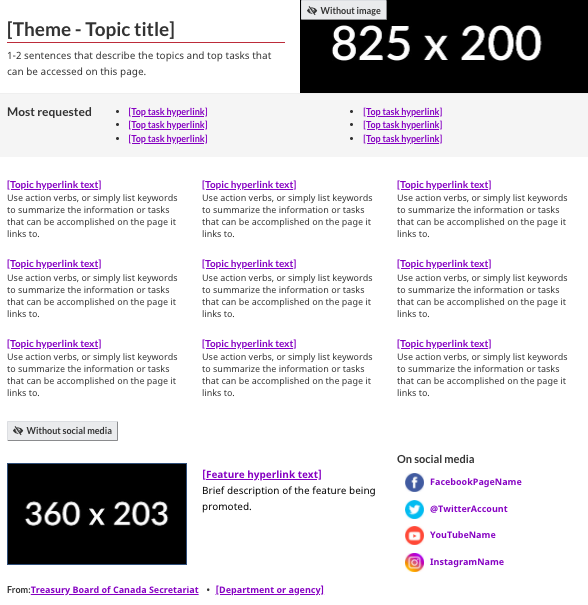 [Theme - Topic title]
1-2 sentences that describe the topics and top tasks that
can be accessed on this page.
Without image
825 x 200
Most requested
[Top task hyperlink]
[Top task hyperlink]
[Top task hyperlink]
[Top task hyperlink]
[Top task hyperlink]
[Top task hyperlink]
[Topic hyperlink text]
Use action verbs, or simply list keywords
to summarize the information or tasks
that can be accomplished on the page it
links to.
[Topic hyperlink text]
Use action verbs, or simply list keywords
to summarize the information or tasks
that can be accomplished on the page it
links to.
[Topic hyperlink text]
Use action verbs, or simply list keywords
to summarize the information or tasks
that can be accomplished on the page it
links to.
[Topic hyperlink text]
Use action verbs, or simply list keywords
to summarize the information or tasks
that can be accomplished on the page it
links to.
[Topic hyperlink text]
Use action verbs, or simply list keywords
to summarize the information or tasks
that can be accomplished on the page it
links to.
[Topic hyperlink text]
Use action verbs, or simply list keywords
to summarize the information or tasks
that can be accomplished on the page it
links to.
[Topic hyperlink text]
Use action verbs, or simply list keywords
to summarize the information or tasks
that can be accomplished on the page it
links to.
[Topic hyperlink text]
Use action verbs, or simply list keywords
to summarize the information or tasks
that can be accomplished on the page it
links to.
[Topic hyperlink text]
Use action verbs, or simply list keywords
to summarize the information or tasks
that can be accomplished on the page it
links to.
Without social media
360 x 203
[Feature hyperlink text]
Brief description of the feature being
promoted.
On social media
FacebookPageName
@TwitterAccount
YouTubeName
InstagramName
From:Treasury Board of Canada Secretariat • [Department or agency]